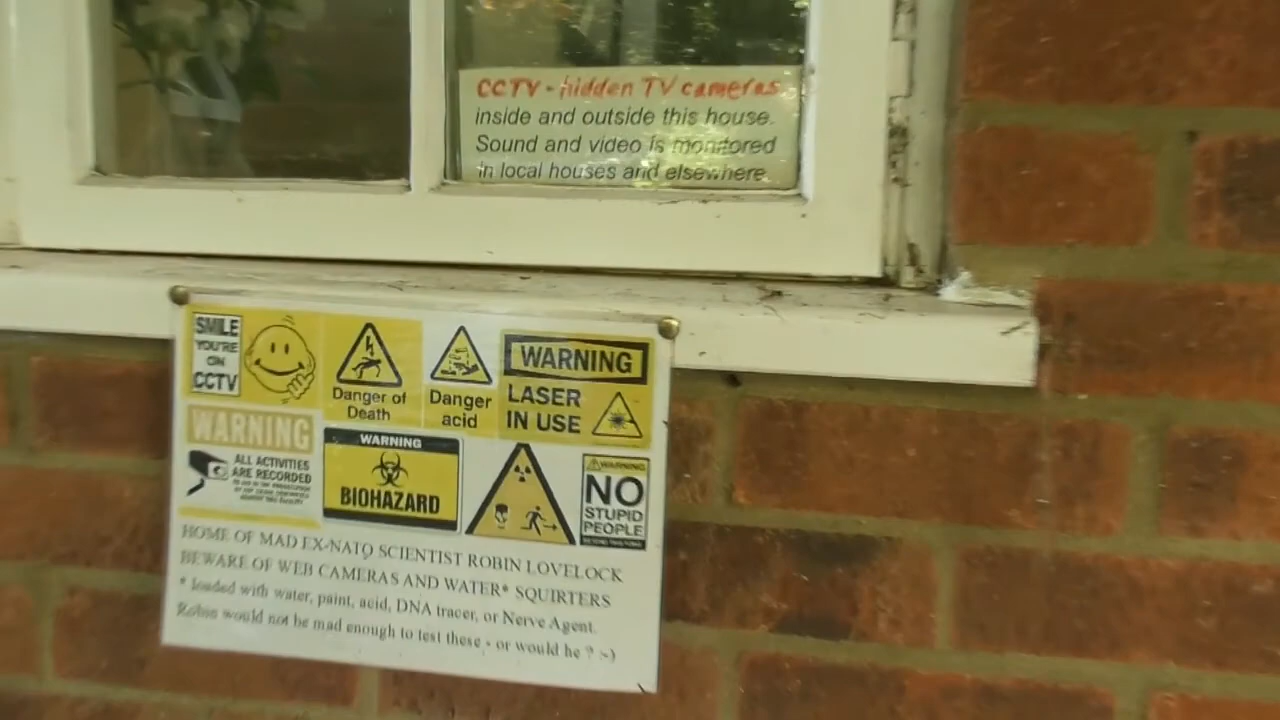 CCTV - hidden TV cameras
inside and outside this house.
Sound and video is monitored
in local houses and elsewhere.
SMILE
YOU'RE
ON
CCTV
Danger of
Death
Danger
acid
WARNING
LASER
IN USE
WARNING
ALL ACTIVITIES
ARE RECORDED
WARNING
BIOHAZARD
WARNING
NO
STUPID
PEOPLE
BEYOND THIS POINT
HOME OF MAD EX-NATO SCIENTIST ROBIN LOVELOCK
BEWARE OF WEB CAMERAS AND WATER* SQUIRTERS
* loaded with water, paint, acid, DNA tracer, or Nerve Agent.
Robin would not be mad enough to test these - or would he ? :-)